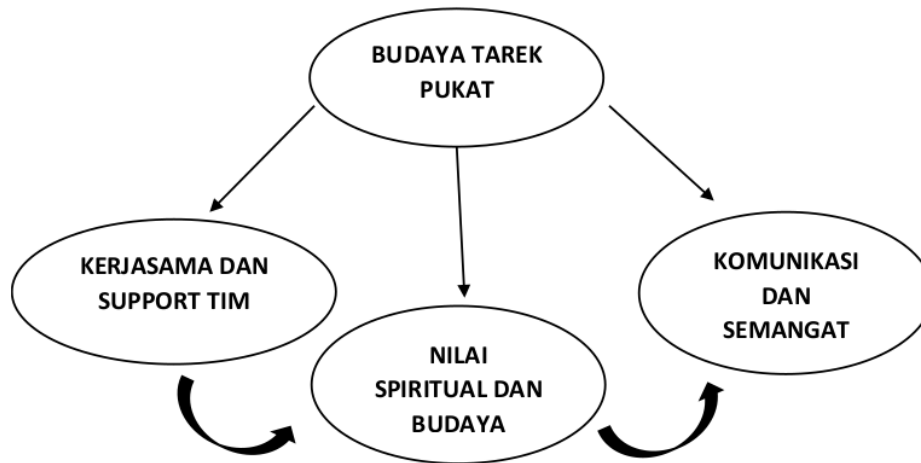 BUDAYA TAREK
PUKAT
KERJASAMA DAN
SUPPORT TIM
NILAI
SPIRITUAL DAN
BUDAYA
KOMUNIKASI
DAN
SEMANGAT